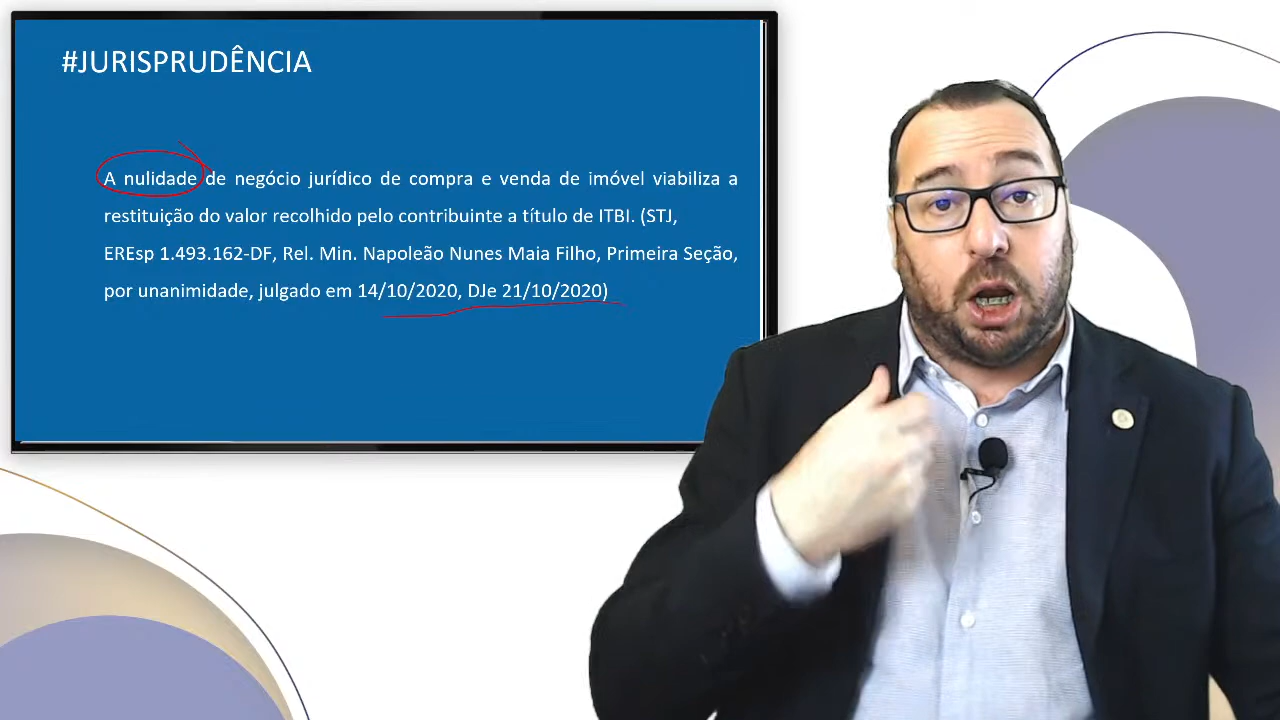 #JURISPRUDÊNCIA
A nulidade de negócio jurídico de compra e venda de imóvel viabiliza a
restituição do valor recolhido pelo contribuinte a título de ITBI. (STJ,
EREsp 1.493.162-DF, Rel. Min. Napoleão Nunes Maia Filho, Primeira Seção,
por unanimidade, julgado em 14/10/2020, DJe 21/10/2020)